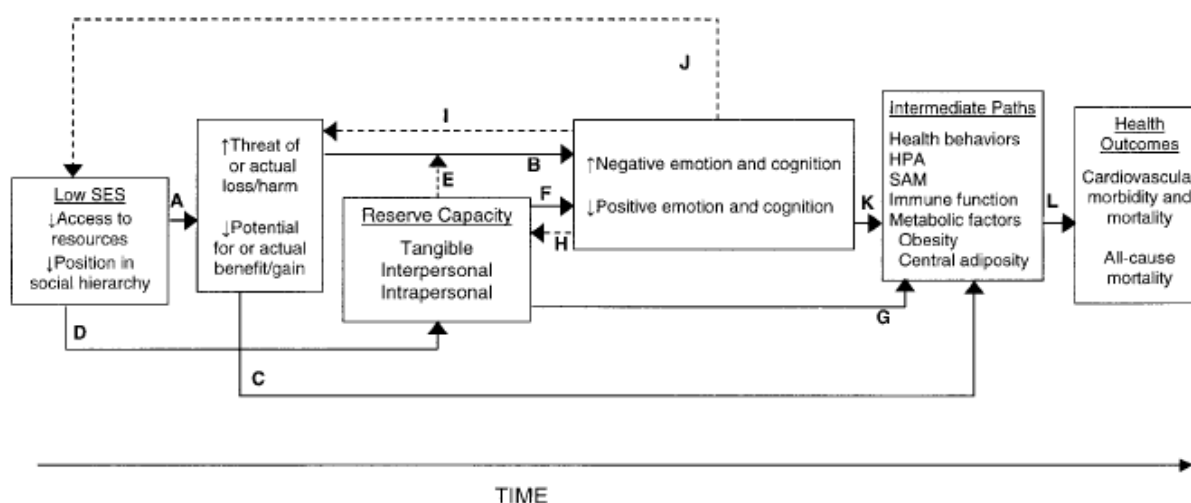 J
I
Intermediate Paths
Health behaviors
HPA
SAM
Immune function
Metabolic factors
Obesity
Central adiposity
Health
Outcomes
Cardiovascular
morbidity and
mortality
All-cause
mortality
↑Threat of
or actual
loss/harm
↓Potential
for or actual
benefit/gain
B
E
↑Negative emotion and cognition
↓Positive emotion and cognition
Low SES
↓Access to
resources
↓Position in
social hierarchy
A
F
K
L
Reserve Capacity
Tangible
Interpersonal
Intrapersonal
H
G
D
C
TIME